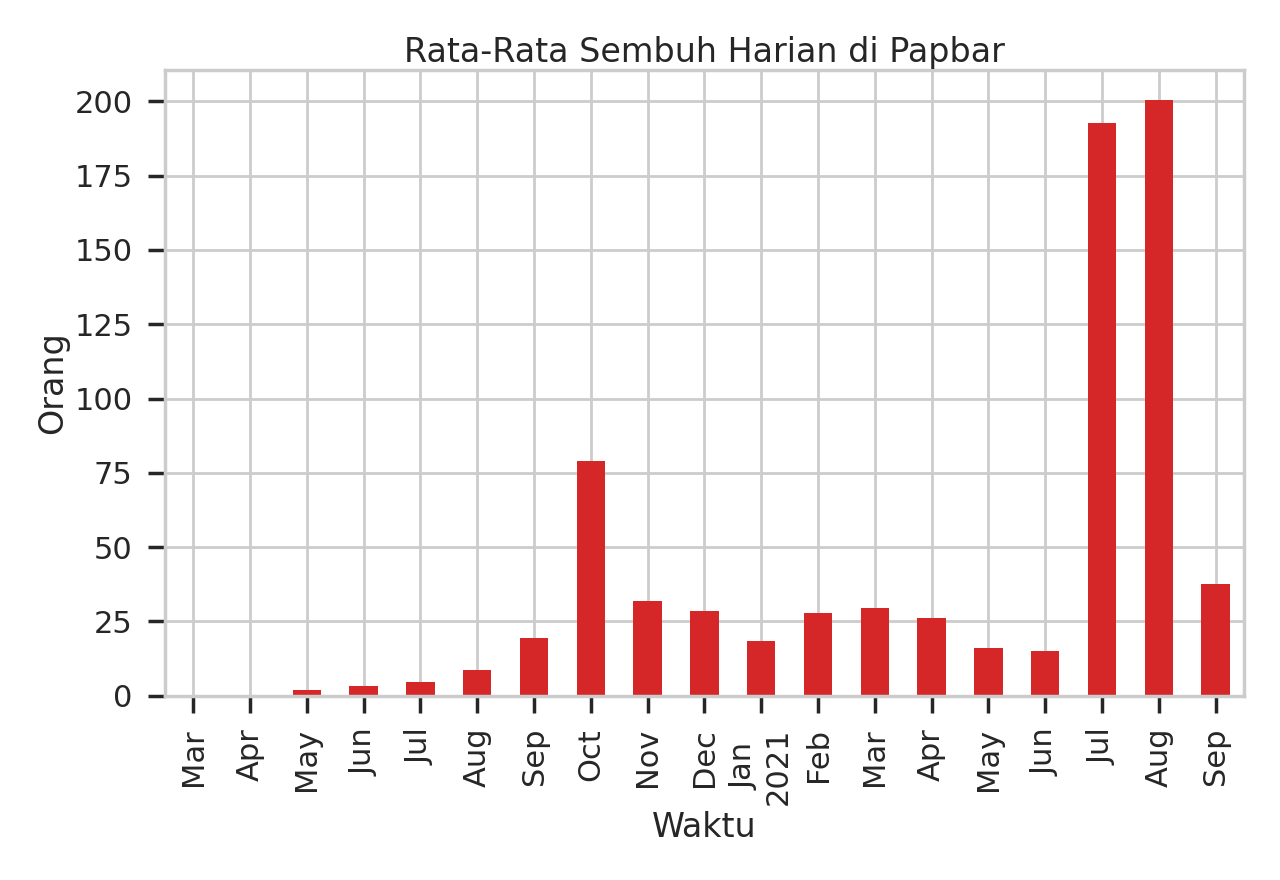 Rata-Rata Sembuh Harian di Papbar
200
175
150
125
100
75
50
25
0
Orang
Mar
Apr
May
Jun
Jul
Aug
Sep
Oct
Nov
Dec
Jan
2021
Feb
Mar
Apr
May
Jun
Jul
Aug
Sep
Waktu